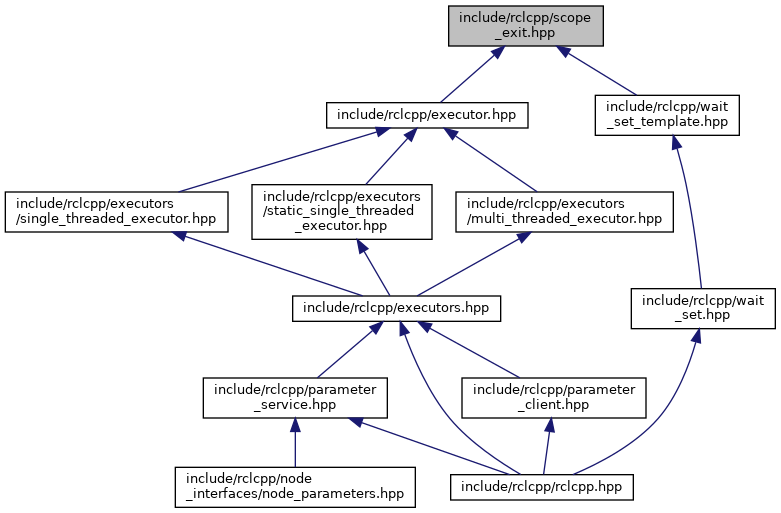 include/rclcpp/scope
_exit.hpp
include/rclcpp/executor.hpp
include/rclcpp/wait
_set_template.hpp
include/rclcpp/executors
/single_threaded_executor.hpp
include/rclcpp/executors
/static_single_threaded
_executor.hpp
include/rclcpp/executors
/multi_threaded_executor.hpp
include/rclcpp/executors.hpp
include/rclcpp/wait
_set.hpp
include/rclcpp/parameter
_service.hpp
include/rclcpp/parameter
_client.hpp
include/rclcpp/node
_interfaces/node_parameters.hpp
include/rclcpp/rclcpp.hpp